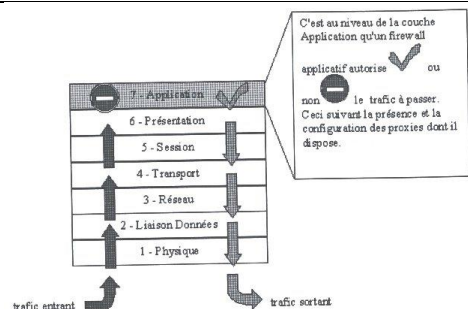 C'est au niveau de la couche
Application qu'un firewall
applicatif autorise ou
non le trafic à passer.
Ceci suivant la présence et la
configuration des proxies dont il
dispose.
7 - Application
6 - Présentation
5 - Session
4 - Transport
3 - Réseau
2 - Liaison Données
1 - Physique
trafic entrant
trafic sortant